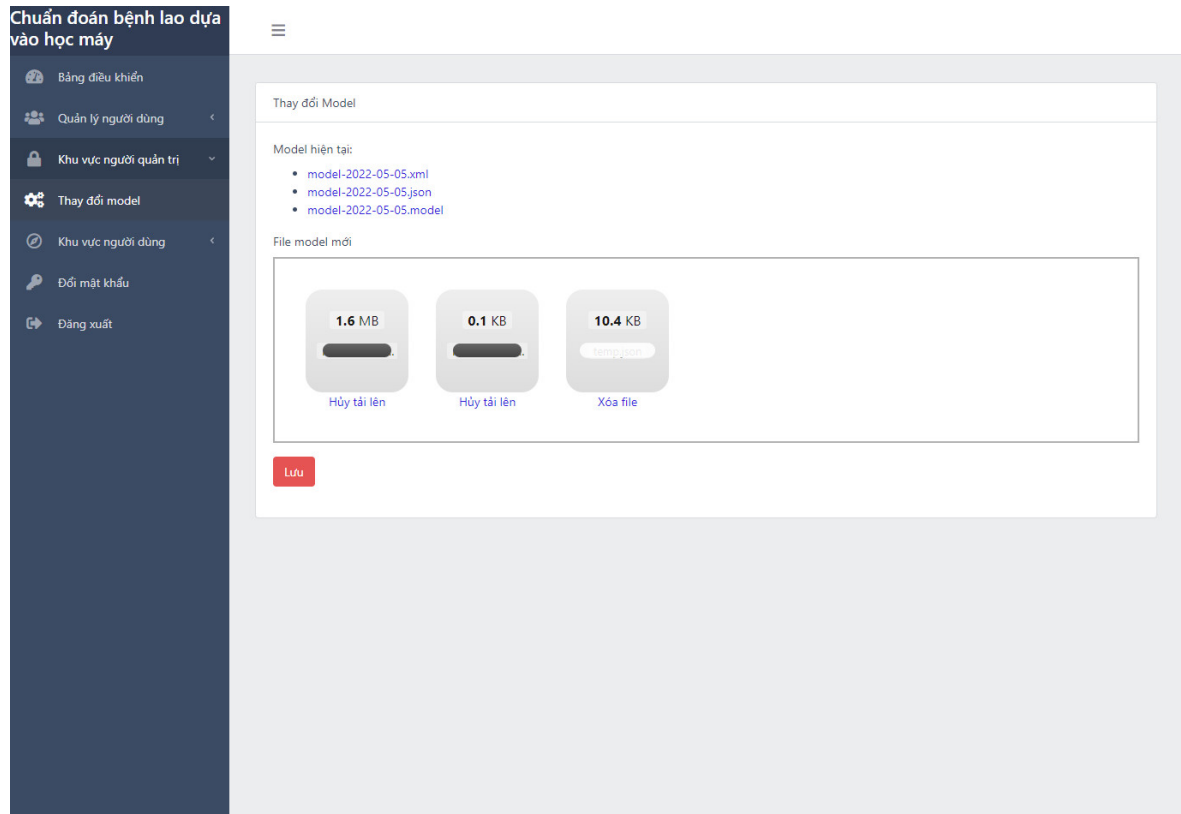 Chuẩn đoán bệnh lao dựa
vào học máy
Bảng điều khiển
Quản lý người dùng
Khu vực người quản trị
Thay đổi model
Khu vực người dùng
Đổi mật khẩu
Đăng xuất
Thay đổi Model
Model hiện tại:
model-2022-05-05.xml
model-2022-05-05.json
model-2022-05-05.model
File model mới
1.6 MB
0.1 KB
10.4 KB
Hủy tải lên
Hủy tải lên
Xóa file
Lưu